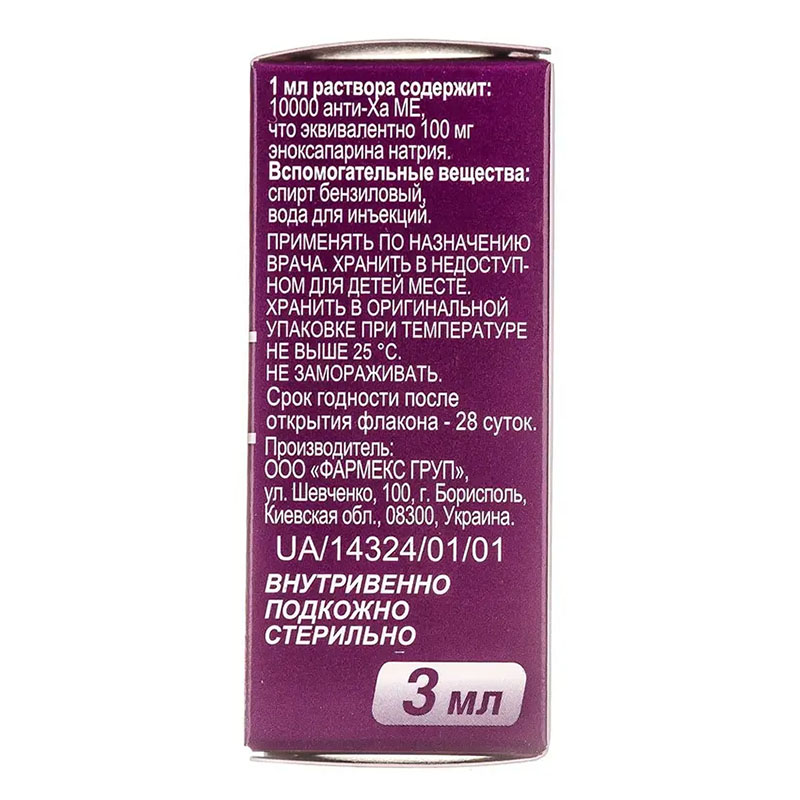 1 мл раствора содержит:
10000 анти-Ха МЕ,
что эквивалентно 100 мг
эноксапарина натрия.
Вспомогательные вещества:
спирт бензиловый,
вода для инъекций.
ПРИМЕНЯТЬ ПО НАЗНАЧЕНИЮ
ВРАЧА. ХРАНИТЬ В НЕДОСТУП-
НОМ ДЛЯ ДЕТЕЙ МЕСТЕ.
ХРАНИТЬ В ОРИГИНАЛЬНОЙ
УПАКОВКЕ ПРИ ТЕМПЕРАТУРЕ
НЕ ВЫШЕ 25 °С.
НЕ ЗАМОРАЖИВАТЬ.
Срок годности после
открытия флакона - 28 суток.
Производитель:
ООО «ФАРМЕКС ГРУП»,
ул. Шевченко, 100, г. Борисполь,
Киевская обл., 08300, Украина.
UA/14324/01/01
ВНУТРИВЕННО
ПОДКОЖНО
СТЕРИЛЬНО
3 мл